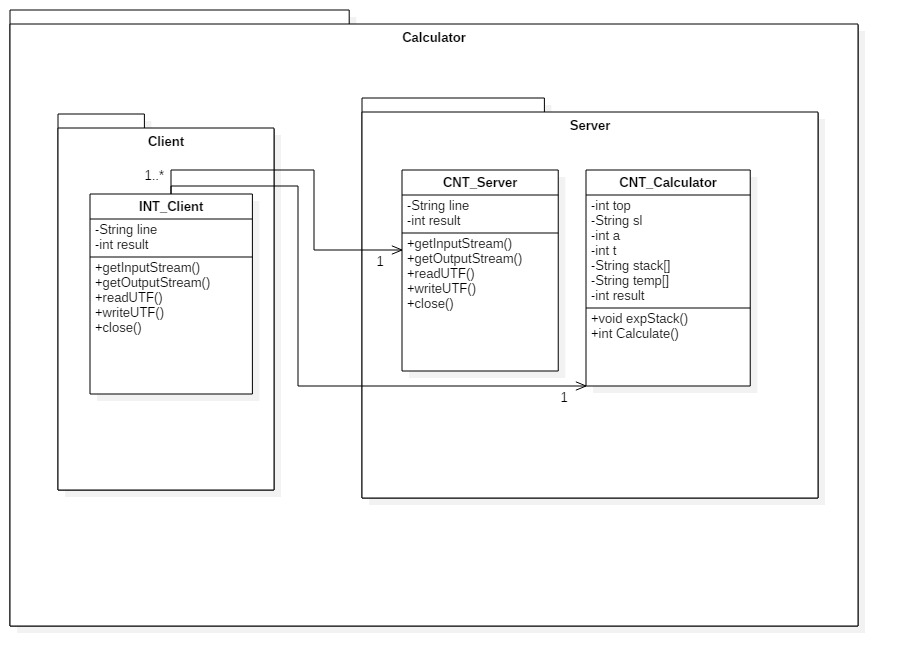 Calculator
Client
1..*
INT_Client
-String line
-int result
+getInputStream()
+getOutputStream()
+readUTF()
+writeUTF()
+close()
Server
CNT_Server
-String line
-int result
+getInputStream()
+getOutputStream()
+readUTF()
+writeUTF()
+close()
1
CNT_Calculator
-int top
-String sl
-int a
-int t
-String stack[]
-String temp[]
-int result
+void expStack()
+int Calculate()
1